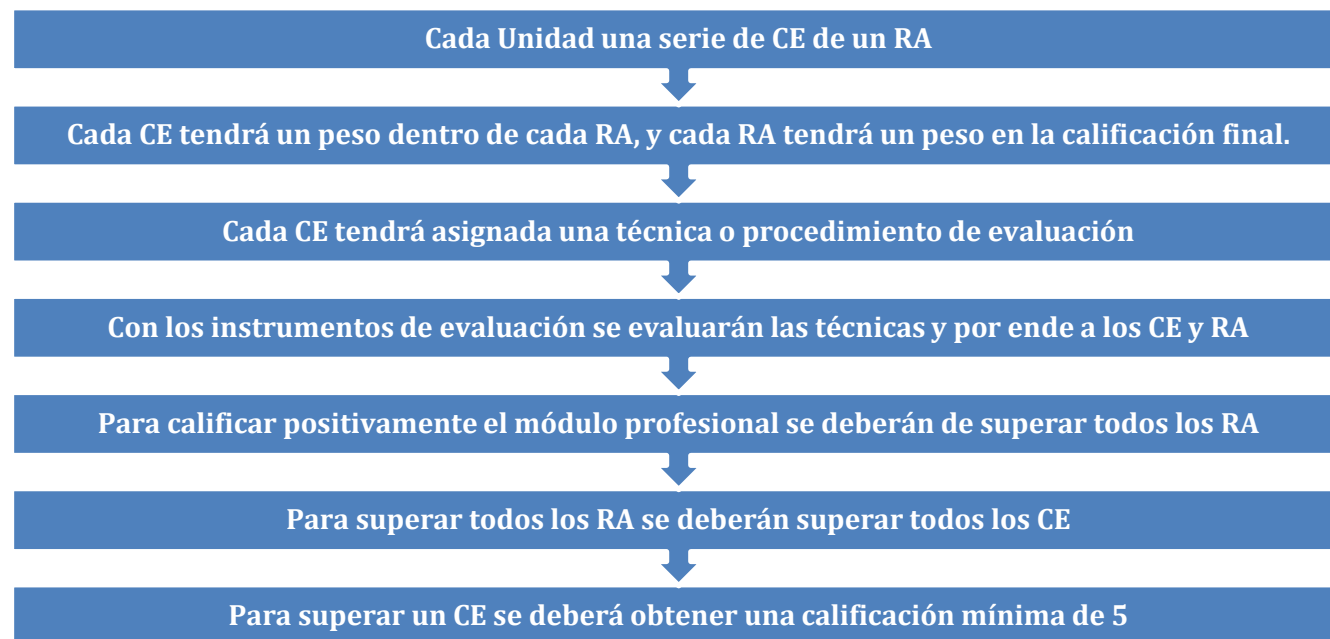 Cada Unidad una serie de CE de un RA
Cada CE tendrá un peso dentro de cada RA, y cada RA tendrá un peso en la calificación final.
Cada CE tendrá asignada una técnica o procedimiento de evaluación
Con los instrumentos de evaluación se evaluarán las técnicas y por ende a los CE y RA
Para calificar positivamente el módulo profesional se deberán de superar todos los RA
Para superar todos los RA se deberán superar todos los CE
Para superar un CE se deberá obtener una calificación mínima de 5